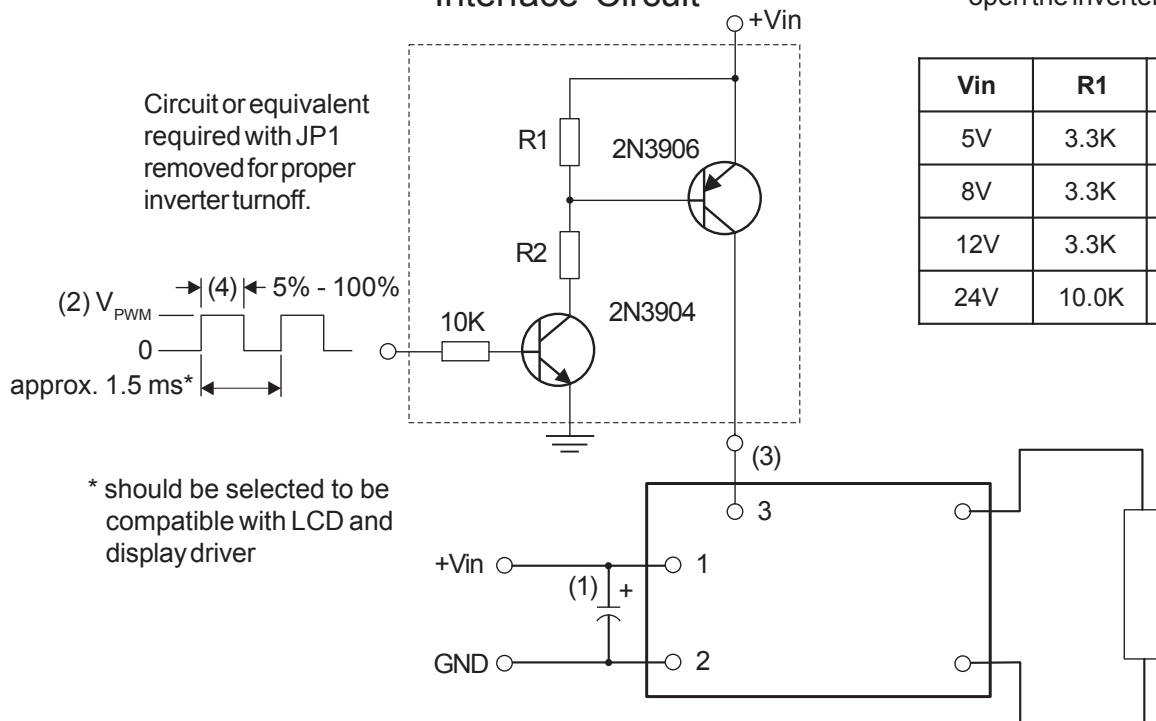 Interface Circuit
open the inverter
+Vin
Circuit or equivalent
required with JP1
removed for proper
inverter turnoff.
R1
2N3906
R2
2N3904
10K
(2) VPWM
(4)
5% - 100%
0
approx. 1.5 ms*
* should be selected to be
compatible with LCD and
display driver
Vin R1
5V 3.3K
8V 3.3K
12V 3.3K
24V 10.0K
(3)
3
+Vin
1
(1)
+
GND
2